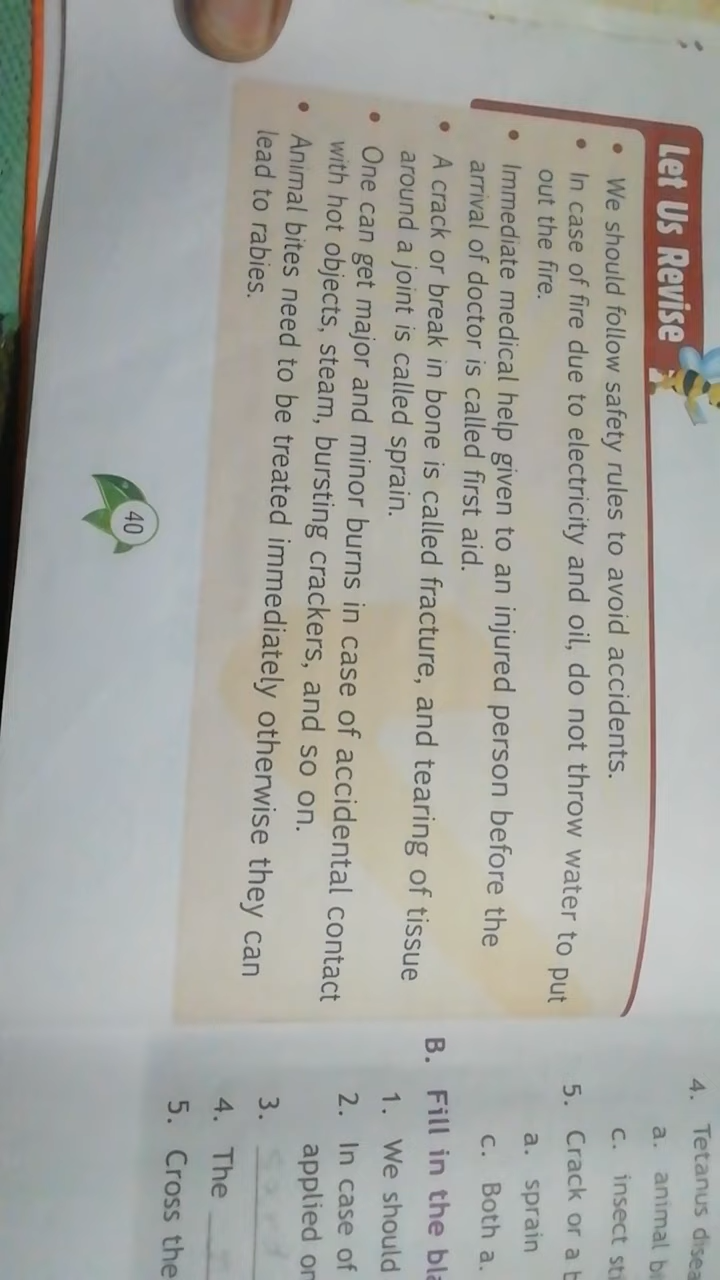 Let Us Revise
• We should follow safety rules to avoid accidents.
• In case of fire due to electricity and oil, do not throw water to put
out the fire.
• Immediate medical help given to an injured person before the
arrival of doctor is called first aid.
• A crack or break in bone is called fracture, and tearing of tissue
around a joint is called sprain.
• One can get major and minor burns in case of accidental contact
with hot objects, steam, bursting crackers, and so on.
• Animal bites need to be treated immediately otherwise they can
lead to rabies.
40
4. Tetanus disea
a. animal b
c. insect st
5. Crack or a b
a. sprain
c. Both a.
B. Fill in the bla
1. We should
2. In case of
applied on
3.
4. The
5. Cross the